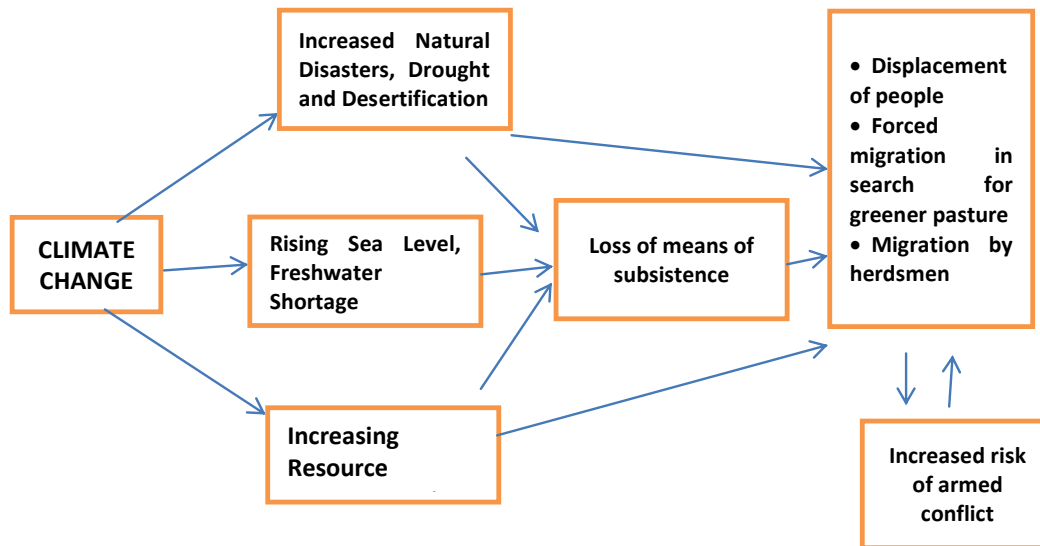 Increased Natural
Disasters, Drought
and Desertification
• Displacement
of people
• Forced
migration in
search for
greener pasture
• Migration by
herdsmen
CLIMATE
CHANGE
Rising Sea Level,
Freshwater
Shortage
Loss of means of
subsistence
Increasing
Resource
Increased risk
of armed
conflict